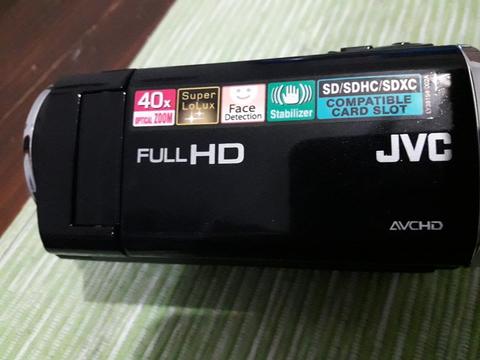 40x
OPTICAL ZOOM
Super
LoLux
Face
Detection
Stabilizer
SD/SDHC/SDXC
COMPATIBLE
CARD SLOT
FULL HD
JVC
AVCHD